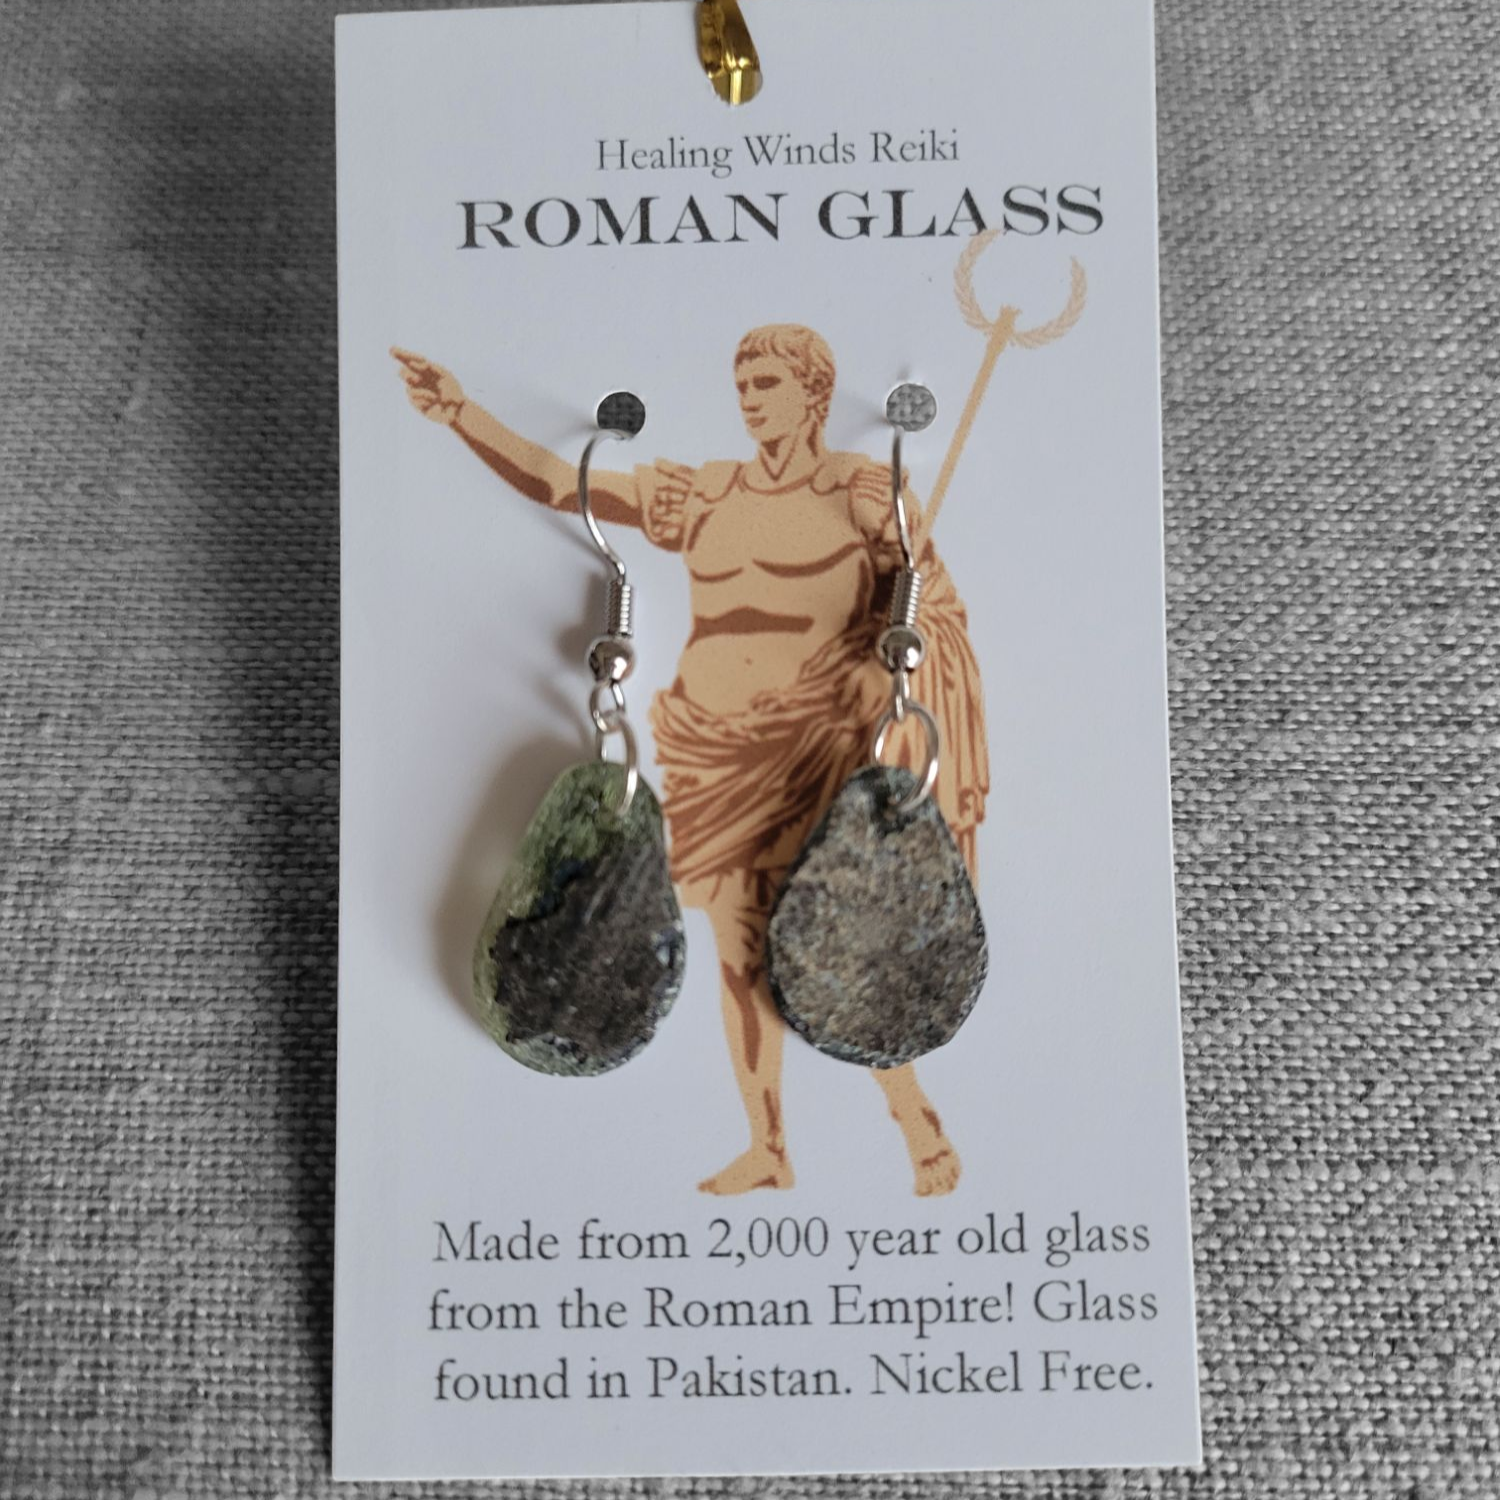 Healing Winds Reiki
ROMAN GLASS
Made from 2,000 year old glass
from the Roman Empire! Glass
found in Pakistan. Nickel Free.